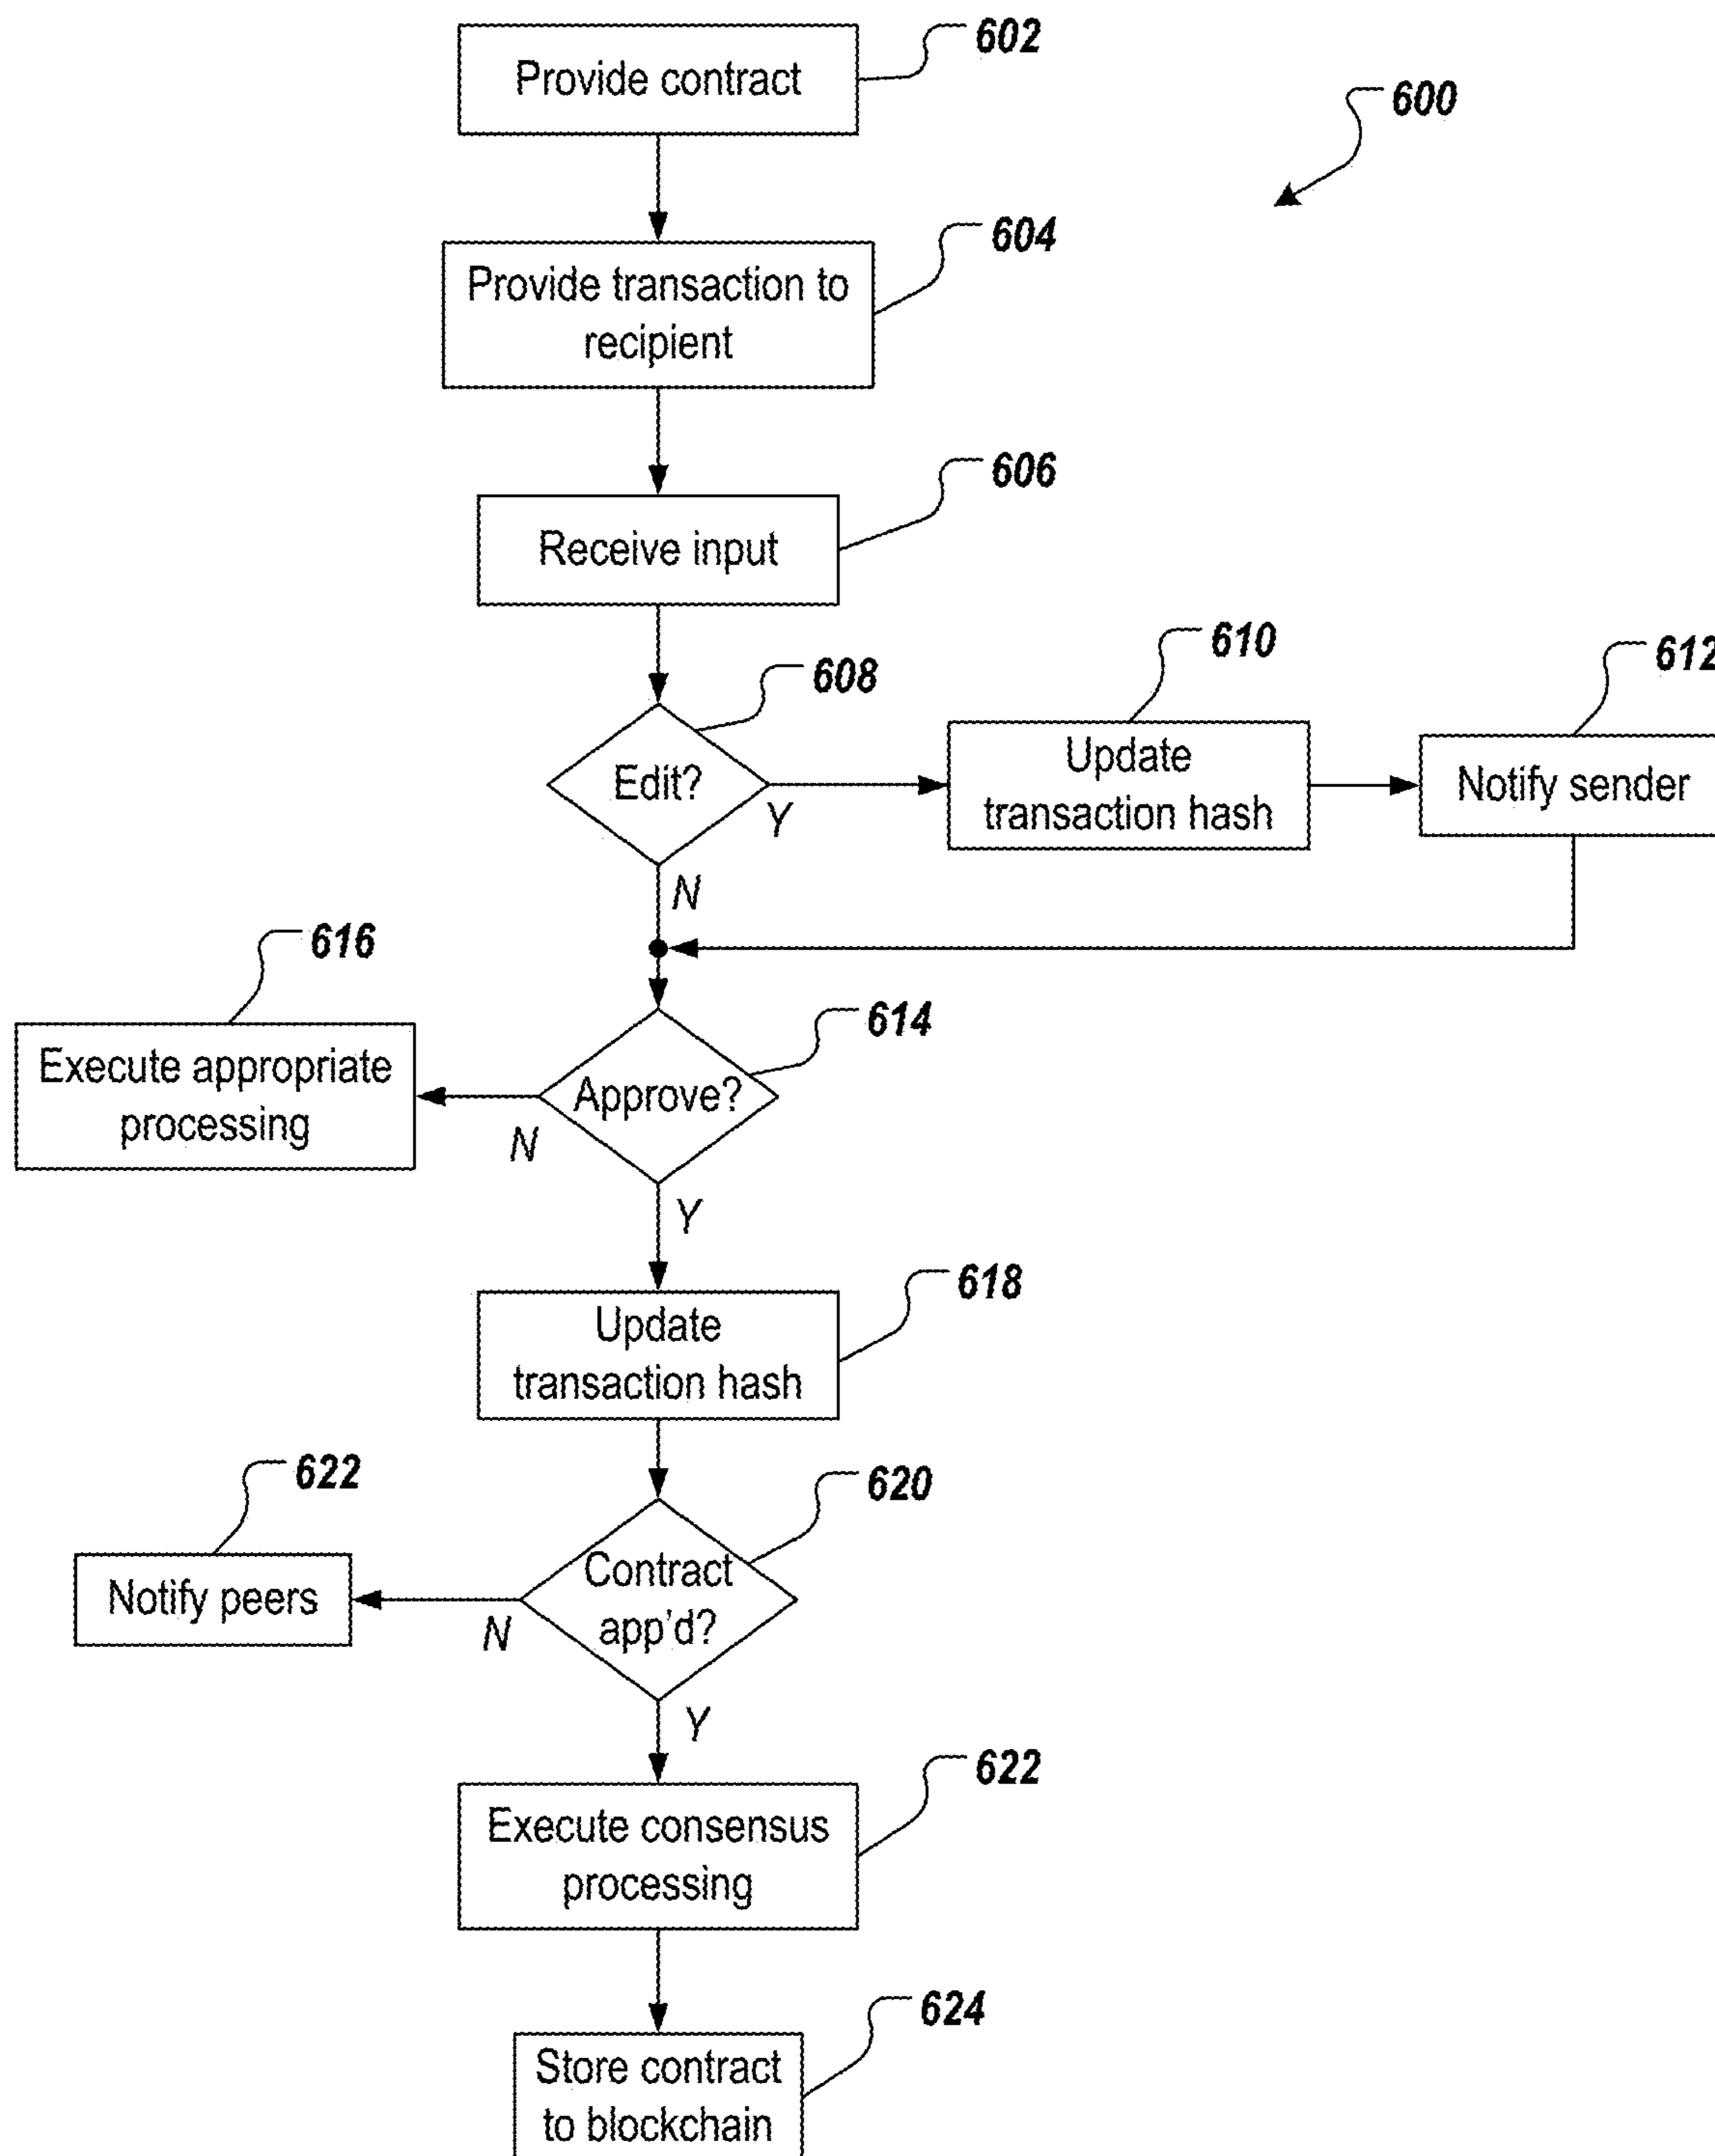 602
Provide contract
600
604
Provide transaction to
recipient
606
Receive input
608
Edit?
Y
N
610
Update
transaction hash
612
Notify sender
616
Execute appropriate
processing
614
Approve?
N
Y
618
Update
transaction hash
622
Notify peers
620
Contract
app'd?
N
Y
622
Execute consensus
processing
624
Store contract
to blockchain